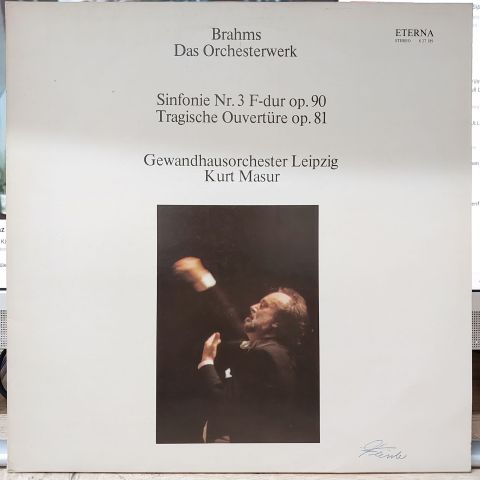 Brahms
Das Orchesterwerk
ETERNA
STEREO
Sinfonie Nr. 3 F-dur op. 90
Tragische Ouvertüre op. 81
Gewandhausorchester Leipzig
Kurt Masur